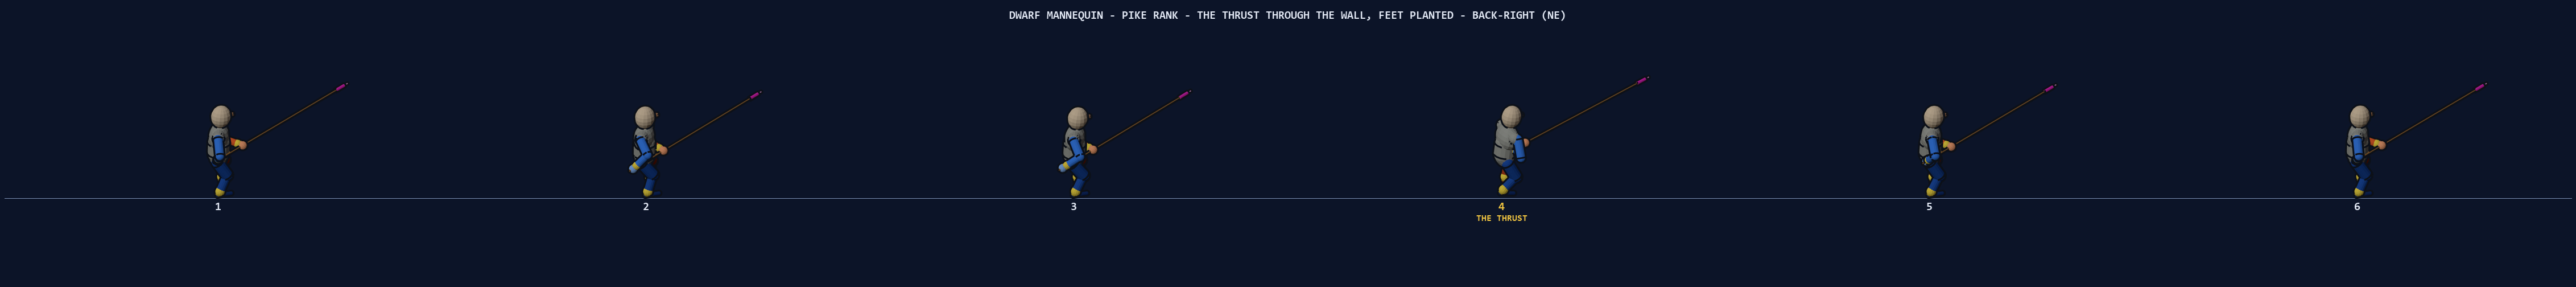 DWARF MANNEQUIN - PIKE RANK - THE THRUST THROUGH THE WALL, FEET PLANTED - BACK-RIGHT (NE)
1 2 3 4 5 6
THE THRUST